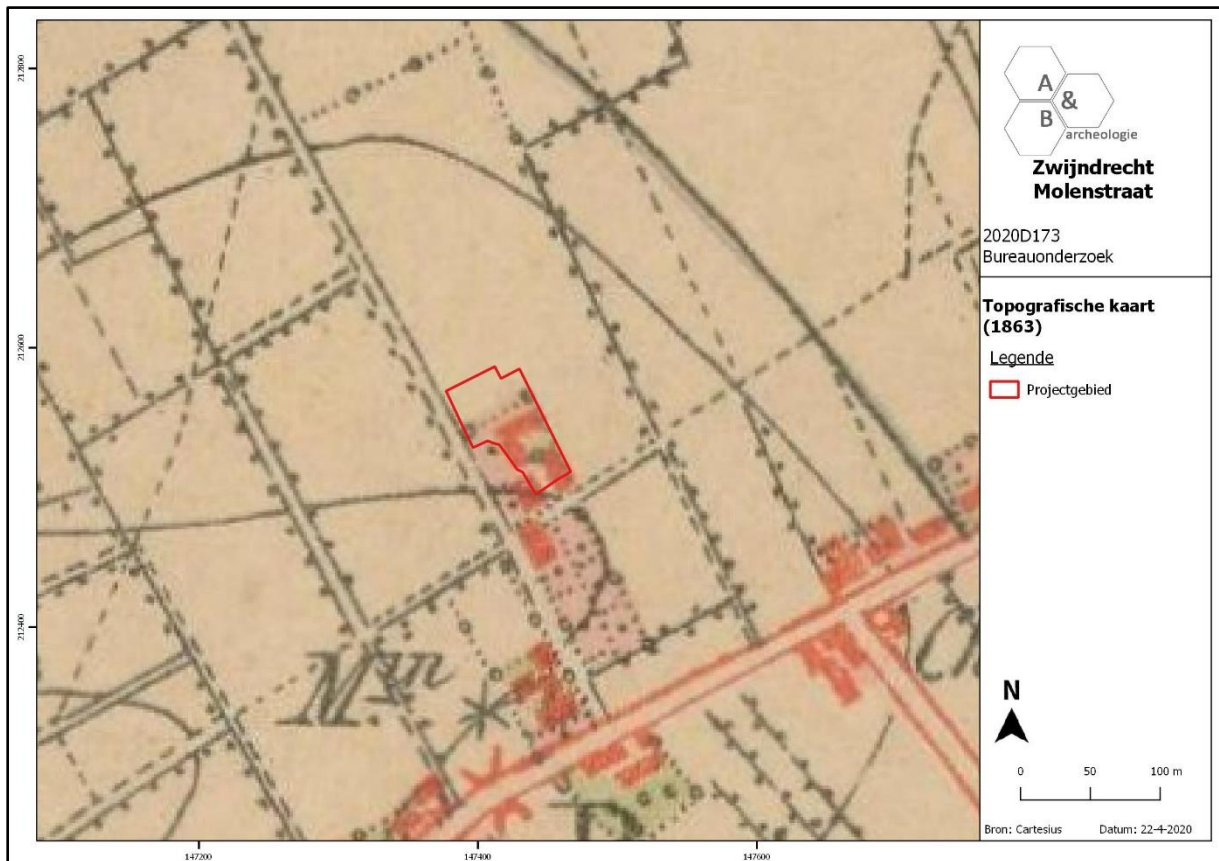 212800
212600
212400
147200
147400
147600
Mⁱⁿ
A
&
B
archeologie
Zwijndrecht
Molenstraat
2020D173
Bureauonderzoek
Topografische kaart
(1863)
Legende
Projectgebied
N
0 50 100 m
Bron: Cartesius Datum: 22-4-2020